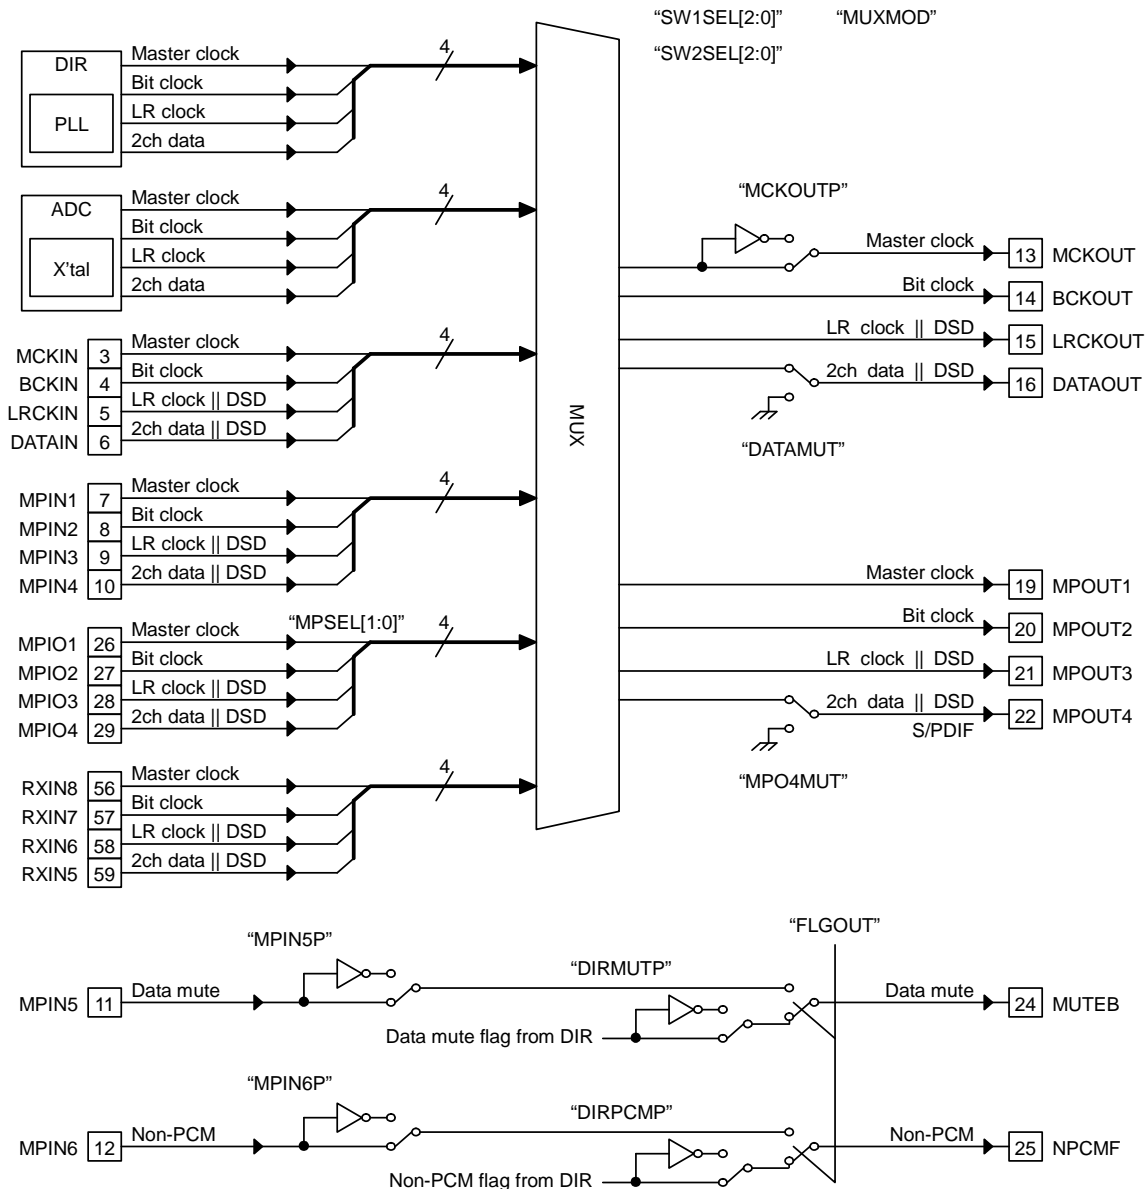 “SW1SEL[2:0]” “MUXMOD”
“SW2SEL[2:0]”
DIR
PLL
Master clock
Bit clock
LR clock
2ch data
4
ADC
X’tal
Master clock
Bit clock
LR clock
2ch data
4
MCKIN 3 Master clock
BCKIN 4 Bit clock
LRCKIN 5 LR clock || DSD
DATAIN 6 2ch data || DSD
4
MPIN1 7 Master clock
MPIN2 8 Bit clock
MPIN3 9 LR clock || DSD
MPIN4 10 2ch data || DSD
4
“MPSEL[1:0]”
MPIO1 26 Master clock
MPIO2 27 Bit clock
MPIO3 28 LR clock || DSD
MPIO4 29 2ch data || DSD
4
RXIN8 56 Master clock
RXIN7 57 Bit clock
RXIN6 58 LR clock || DSD
RXIN5 59 2ch data || DSD
4
MUX
“MCKOUTP”
Master clock 13 MCKOUT
Bit clock 14 BCKOUT
LR clock || DSD 15 LRCKOUT
2ch data || DSD 16 DATAOUT
“DATAMUT”
Master clock 19 MPOUT1
Bit clock 20 MPOUT2
LR clock || DSD 21 MPOUT3
2ch data || DSD 22 MPOUT4
S/PDIF
“MPO4MUT”
“FLGOUT”
“MPIN5P”
“DIRMUTP”
MPIN5 11 Data mute
Data mute 24 MUTEB
Data mute flag from DIR
“MPIN6P”
“DIRPCMP”
MPIN6 12 Non-PCM
Non-PCM 25 NPCMF
Non-PCM flag from DIR